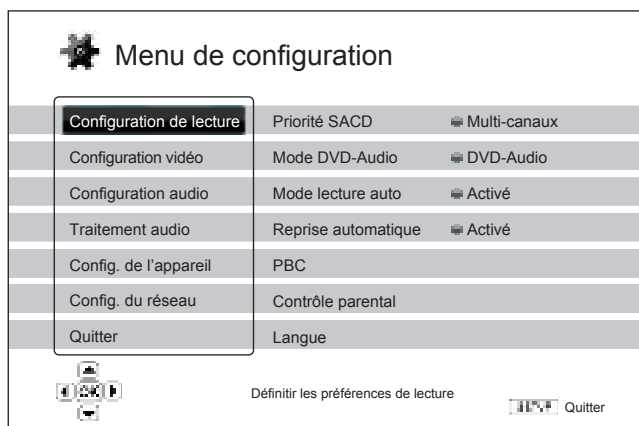 Menu de configuration
Configuration de lecture Priorité SACD Multi-canaux
Configuration vidéo Mode DVD-Audio DVD-Audio
Configuration audio Mode lecture auto Activé
Traitement audio Reprise automatique Activé
Config. de l’appareil PBC
Config. du réseau Contrôle parental
Quitter Langue
OK Définir les préférences de lecture
Quitter